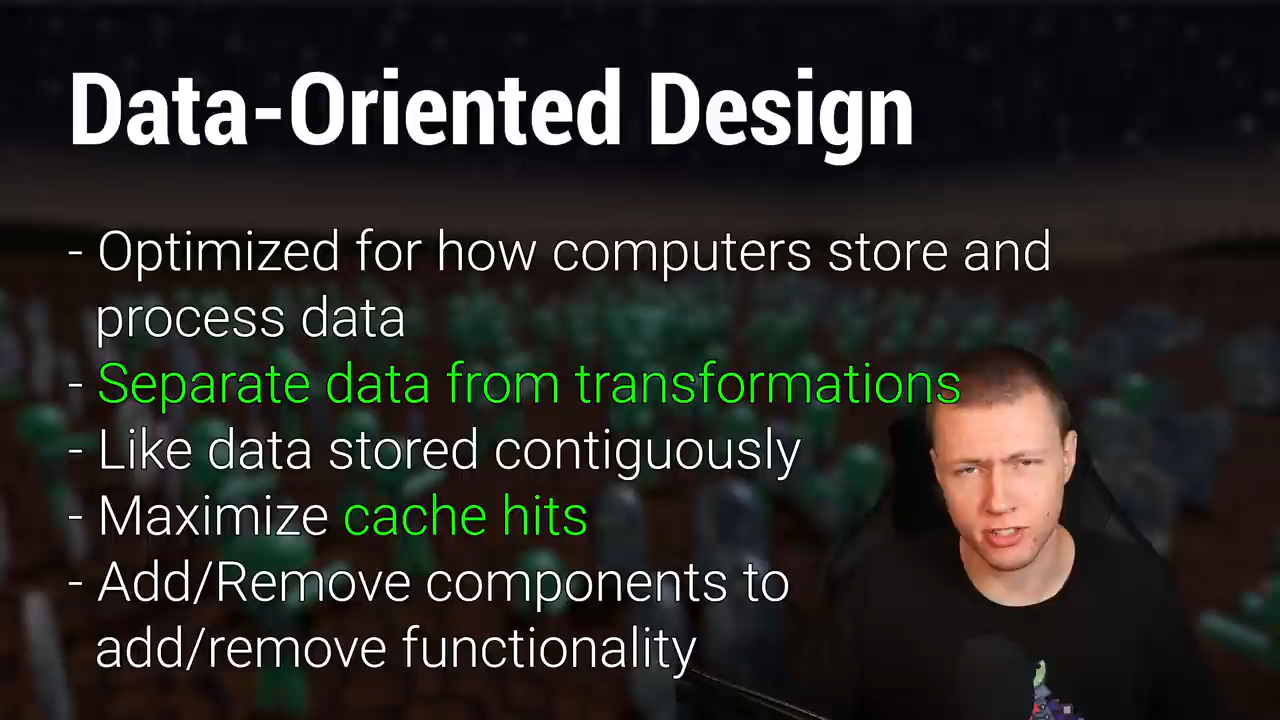 Data-Oriented Design
- Optimized for how computers store and
process data
- Separate data from transformations
- Like data stored contiguously
- Maximize cache hits
- Add/Remove components to
add/remove functionality